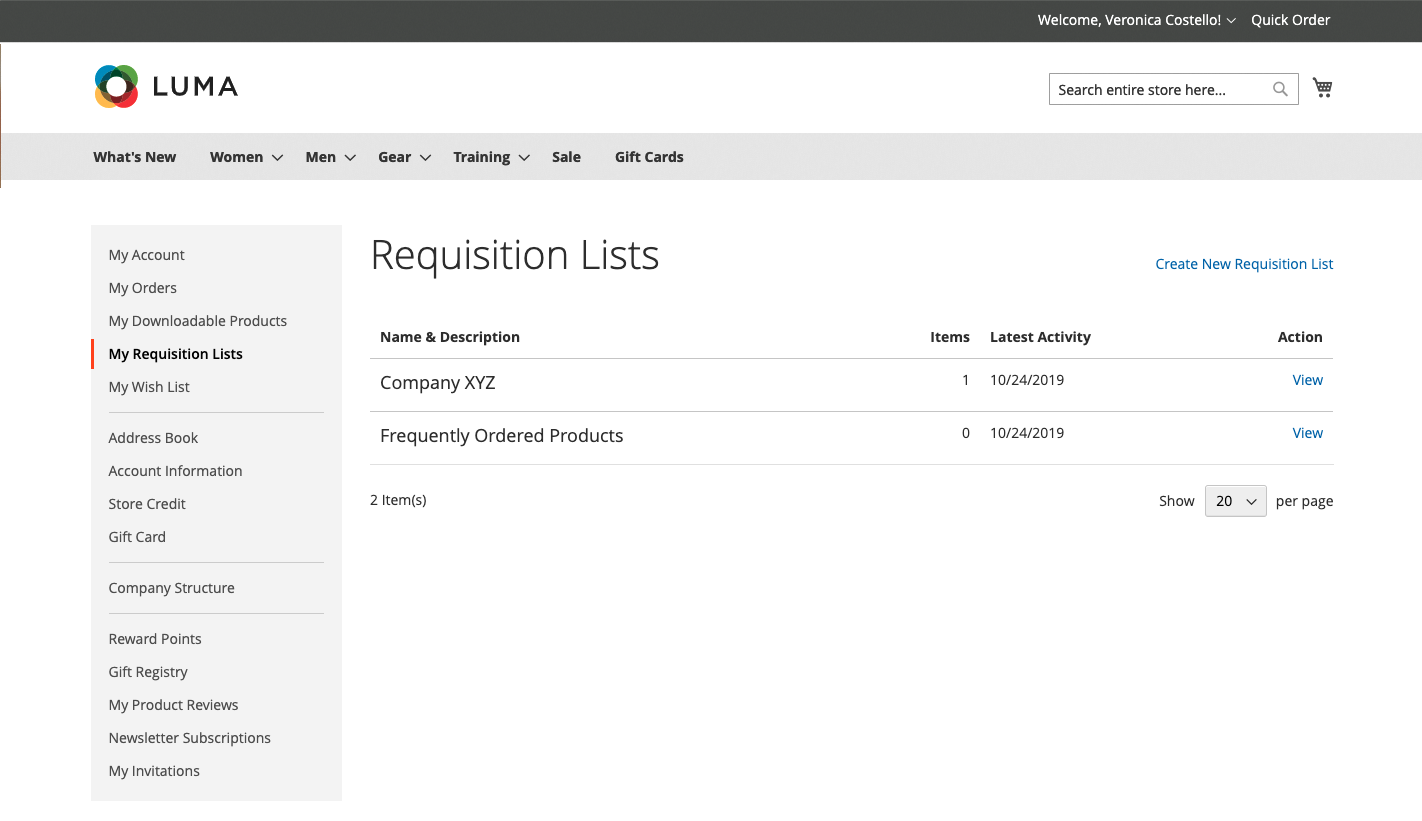 Welcome, Veronica Costello! Quick Order
LUMA
Search entire store here...
What's New Women Men Gear Training Sale Gift Cards
My Account
My Orders
My Downloadable Products
My Requisition Lists
My Wish List
Address Book
Account Information
Store Credit
Gift Card
Company Structure
Reward Points
Gift Registry
My Product Reviews
Newsletter Subscriptions
My Invitations
Requisition Lists
Create New Requisition List
Name & Description Items Latest Activity Action
Company XYZ 1 10/24/2019 View
Frequently Ordered Products 0 10/24/2019 View
2 Item(s)
Show 20 per page